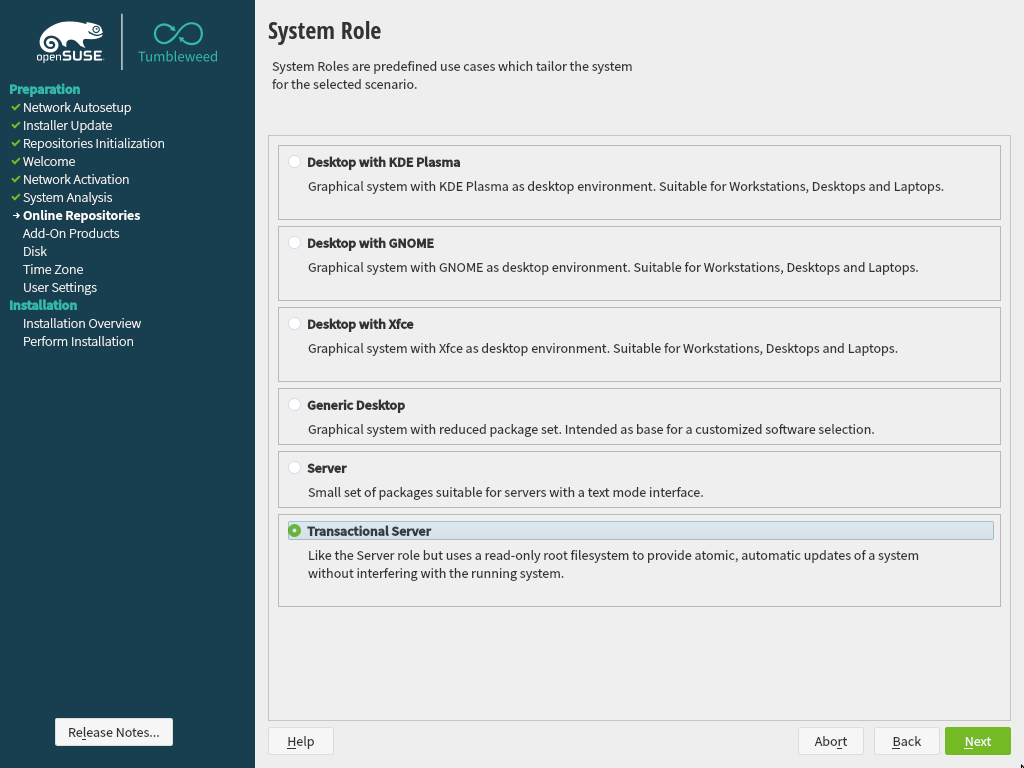 openSUSE
Tumbleweed
Preparation
Network Autosetup
Installer Update
Repositories Initialization
Welcome
Network Activation
System Analysis
Online Repositories
Add-On Products
Disk
Time Zone
User Settings
Installation
Installation Overview
Perform Installation
Release Notes...
System Role
System Roles are predefined use cases which tailor the system
for the selected scenario.
Desktop with KDE Plasma
Graphical system with KDE Plasma as desktop environment. Suitable for Workstations, Desktops and Laptops.
Desktop with GNOME
Graphical system with GNOME as desktop environment. Suitable for Workstations, Desktops and Laptops.
Desktop with Xfce
Graphical system with Xfce as desktop environment. Suitable for Workstations, Desktops and Laptops.
Generic Desktop
Graphical system with reduced package set. Intended as base for a customized software selection.
Server
Small set of packages suitable for servers with a text mode interface.
Transactional Server
Like the Server role but uses a read-only root filesystem to provide atomic, automatic updates of a system
without interfering with the running system.
Help
Abort
Back
Next